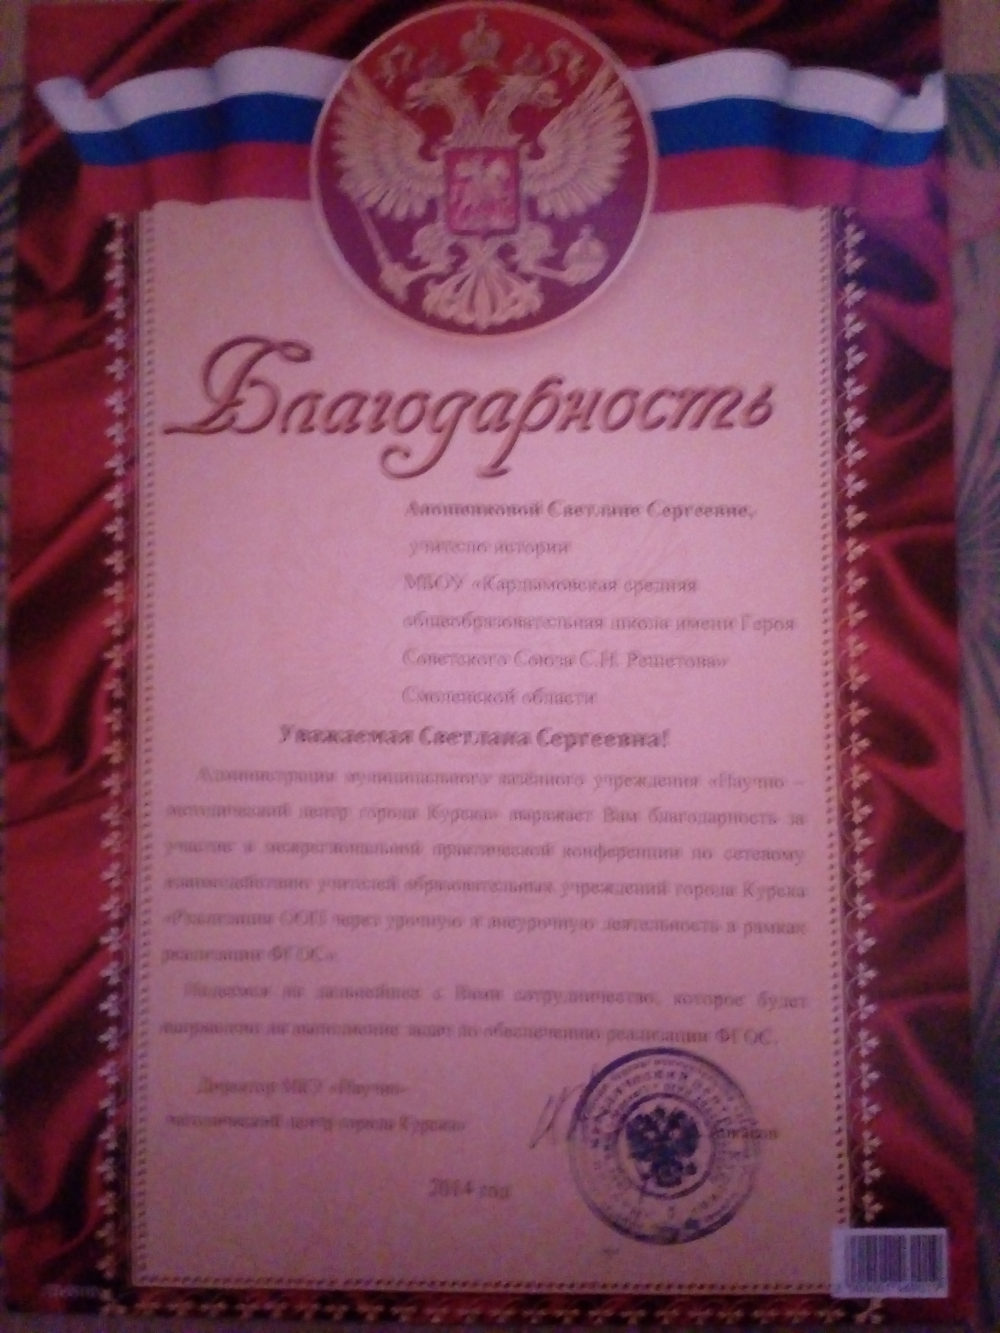 Благодарность
Светлане Сергеевне,
учителю истории
МБОУ «Кардымовская средняя
общеобразовательная школа имени Героя
Советского Союза С.Н. Решетова»
Смоленской области
Уважаемая Светлана Сергеевна!
Администрация муниципального казённого учреждения «Научно –
методический центр города Курска» выражает Вам благодарность за
участие в межрегиональной практической конференции по сетевому
взаимодействию учителей образовательных учреждений города Курска
«Реализация ООП через урочную и внеурочную деятельность в рамках
реализации ФГОС».
Надеемся на дальнейшее с Вами сотрудничество, которое будет
направлено на выполнение задач по обеспечению реализации ФГОС.
Директор МКУ «Научно-
методический центр города Курска»
2014 год